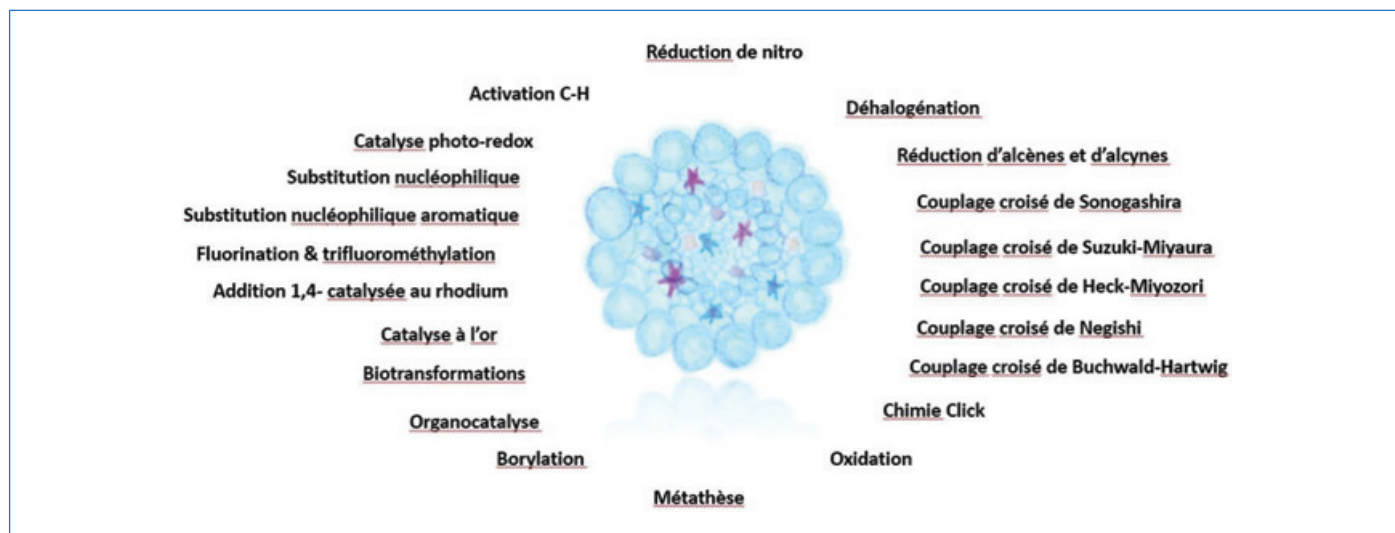 Réduction de nitro
Activation C-H
Déhalogénation
Catalyse photo-redox
Réduction d'alcènes et d'alcynes
Substitution nucléophilique
Couplage croisé de Sonogashira
Substitution nucléophilique aromatique
Couplage croisé de Suzuki-Miyaura
Fluorination & trifluorométhylation
Couplage croisé de Heck-Miyozori
Addition 1,4- catalysée au rhodium
Couplage croisé de Negishi
Catalyse à l'or
Couplage croisé de Buchwald-Hartwig
Biotransformations
Chimie Click
Organocatalyse
Borylation
Oxidation
Métathèse